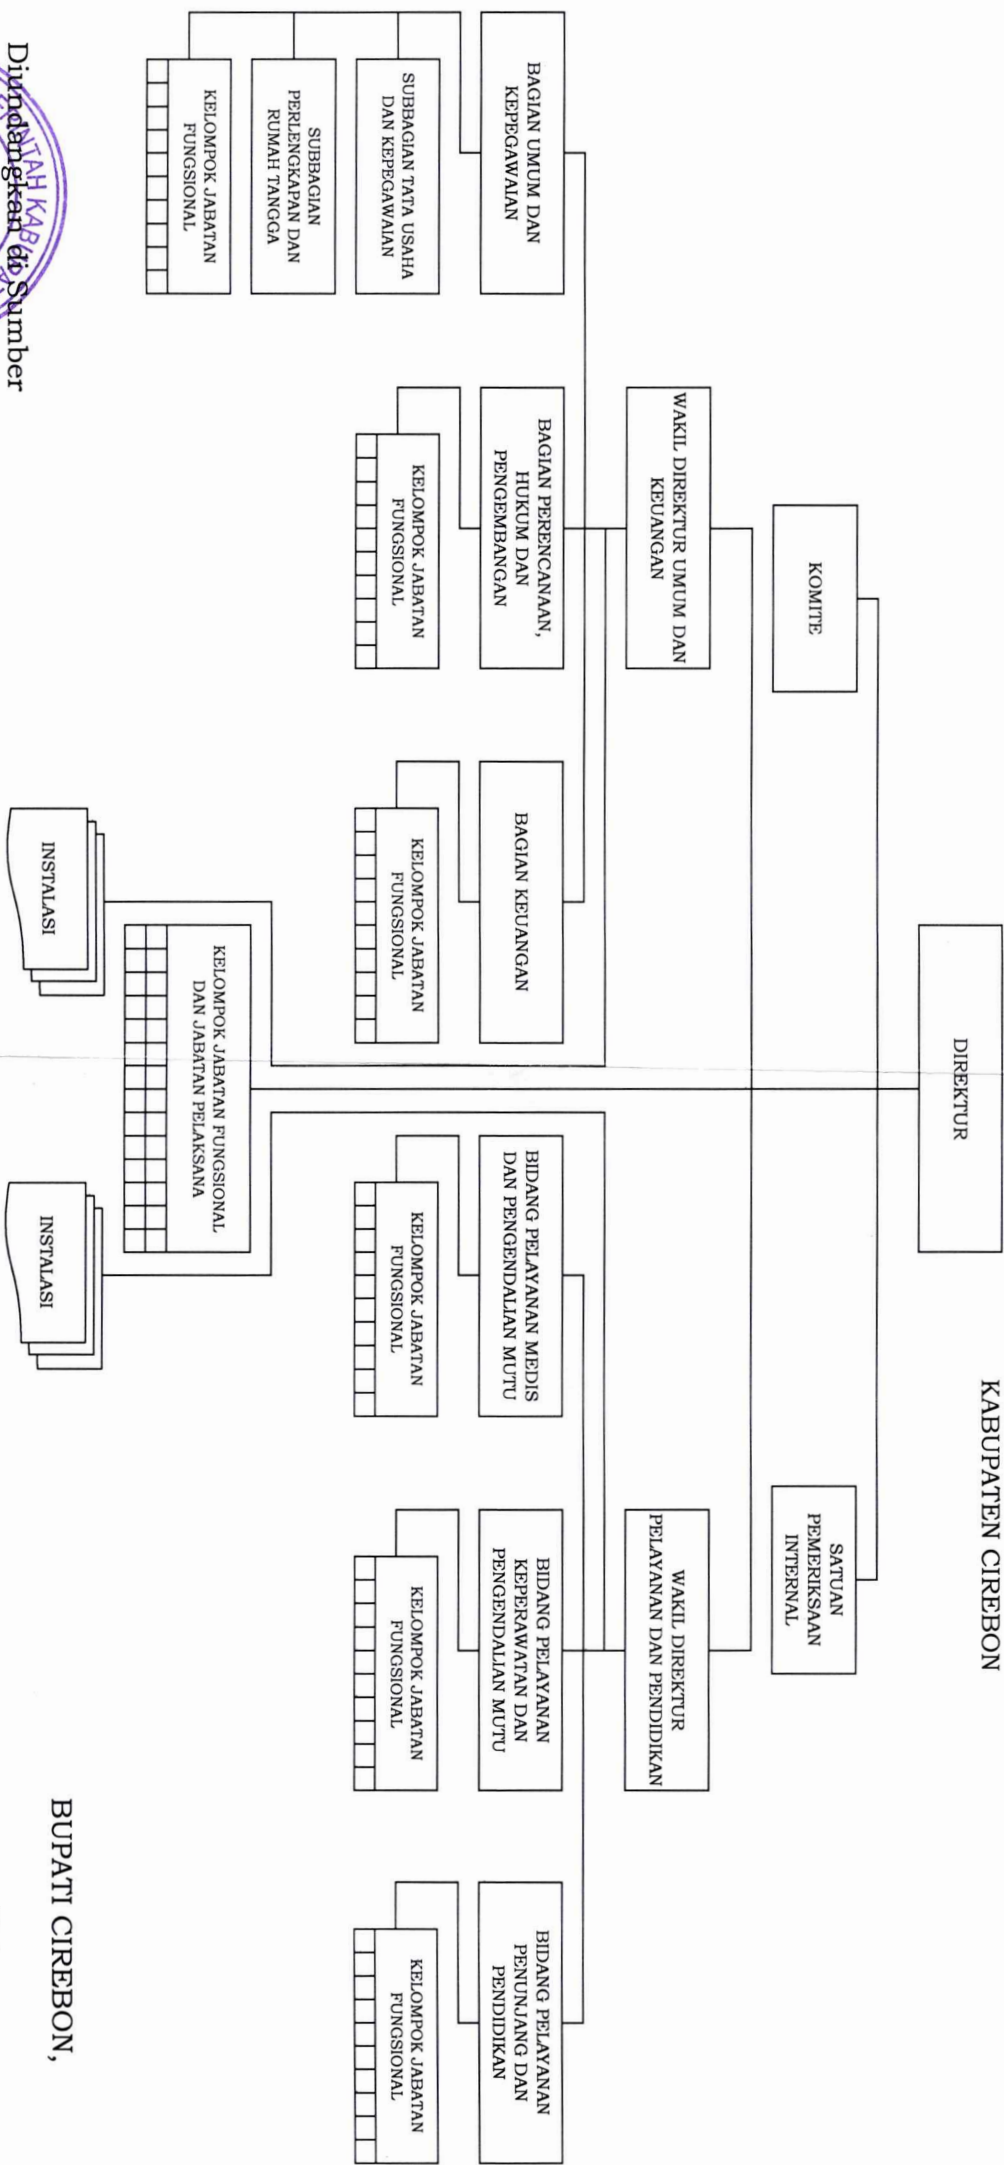 KABUPATEN CIREBON
DIREKTUR
KOMITE
SATUAN
PEMERIKSAAN
INTERNAL
WAKIL DIREKTUR UMUM DAN
KEUANGAN
WAKIL DIREKTUR
PELAYANAN DAN PENDIDIKAN
BAGIAN UMUM DAN
KEPEGAWAIAN
BAGIAN PERENCANAAN,
HUKUM DAN
PENGEMBANGAN
BAGIAN KEUANGAN
BIDANG PELAYANAN MEDIS
DAN PENGENDALIAN MUTU
BIDANG PELAYANAN
KEPERAWATAN DAN
PENGENDALIAN MUTU
BIDANG PELAYANAN
PENUNJANG DAN
PENDIDIKAN
SUBBAGIAN TATA USAHA
DAN KEPEGAWAIAN
KELOMPOK JABATAN
FUNGSIONAL
KELOMPOK JABATAN
FUNGSIONAL
KELOMPOK JABATAN
FUNGSIONAL
KELOMPOK JABATAN
FUNGSIONAL
KELOMPOK JABATAN
FUNGSIONAL
SUBBAGIAN
PERLENGKAPAN DAN
RUMAH TANGGA
KELOMPOK JABATAN
FUNGSIONAL
KELOMPOK JABATAN FUNGSIONAL
DAN JABATAN PELAKSANA
INSTALASI
INSTALASI
BUPATI CIREBON,
Diundangkan di Sumber